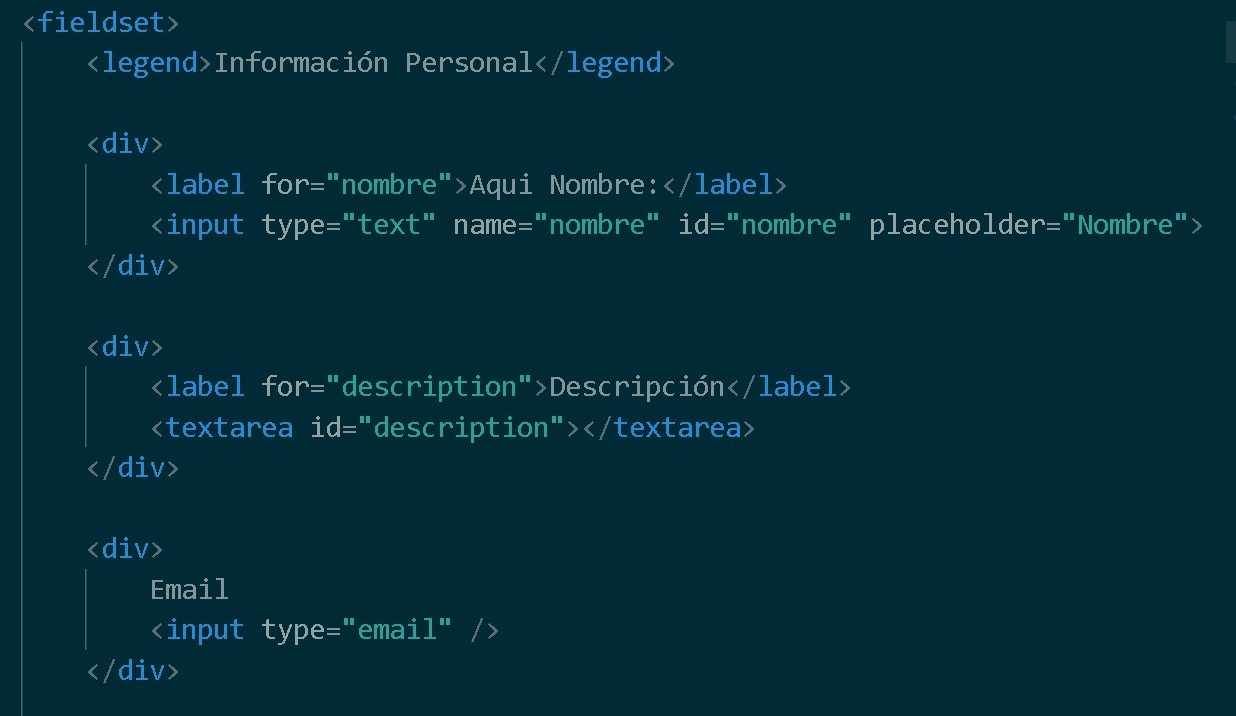 <fieldset>
<legend>Información Personal</legend>
<div>
<label for="nombre">Aqui Nombre:</label>
<input type="text" name="nombre" id="nombre" placeholder="Nombre">
</div>
<div>
<label for="description">Descripción</label>
<textarea id="description"></textarea>
</div>
<div>
Email
<input type="email" />
</div>